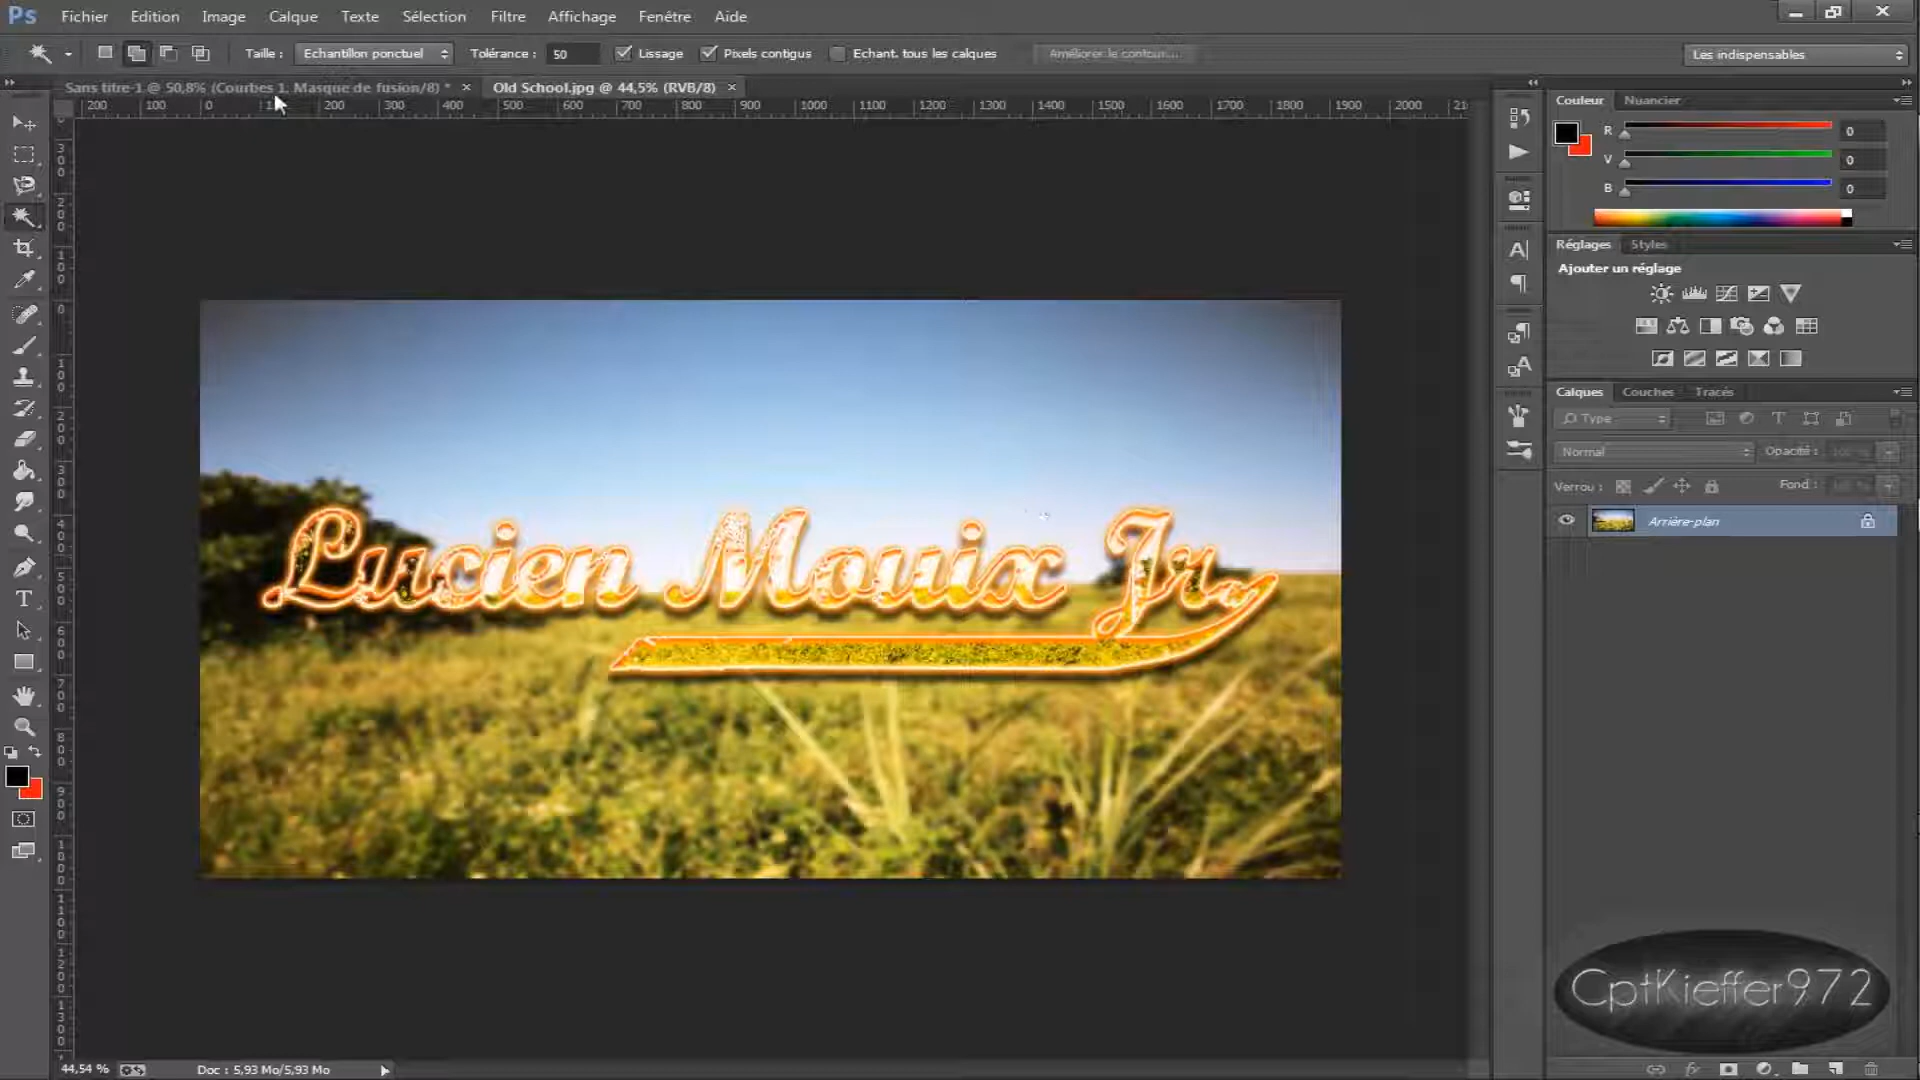 Ps Fichier Edition Image Calque Texte Sélection Filtre Affichage Fenêtre Aide
Taille : Echantillon ponctuel Tolérance : 50 Lissage Pixels contigus Echant. tous les calques Améliorer le contour... Les indispensables
Sans titre-1 @ 50,8% (Courbes 1, Masque de fusion/8) * Old School.jpg @ 44,5% (RVB/8)
200 100 0 100 200 300 400 500 600 700 800 900 1000 1100 1200 1300 1400 1500 1600 1700 1800 1900 2000
Couleur Nuancier
R 0
V 0
B 0
Réglages Styles
Ajouter un réglage
Calques Couches Tracés
Type
Normal Opacité :
Verrou : Fond :
Arrière-plan
Lucien Mouix Jr.
CptKieffer972
44,54 % Doc : 5,93 Mo/5,93 Mo